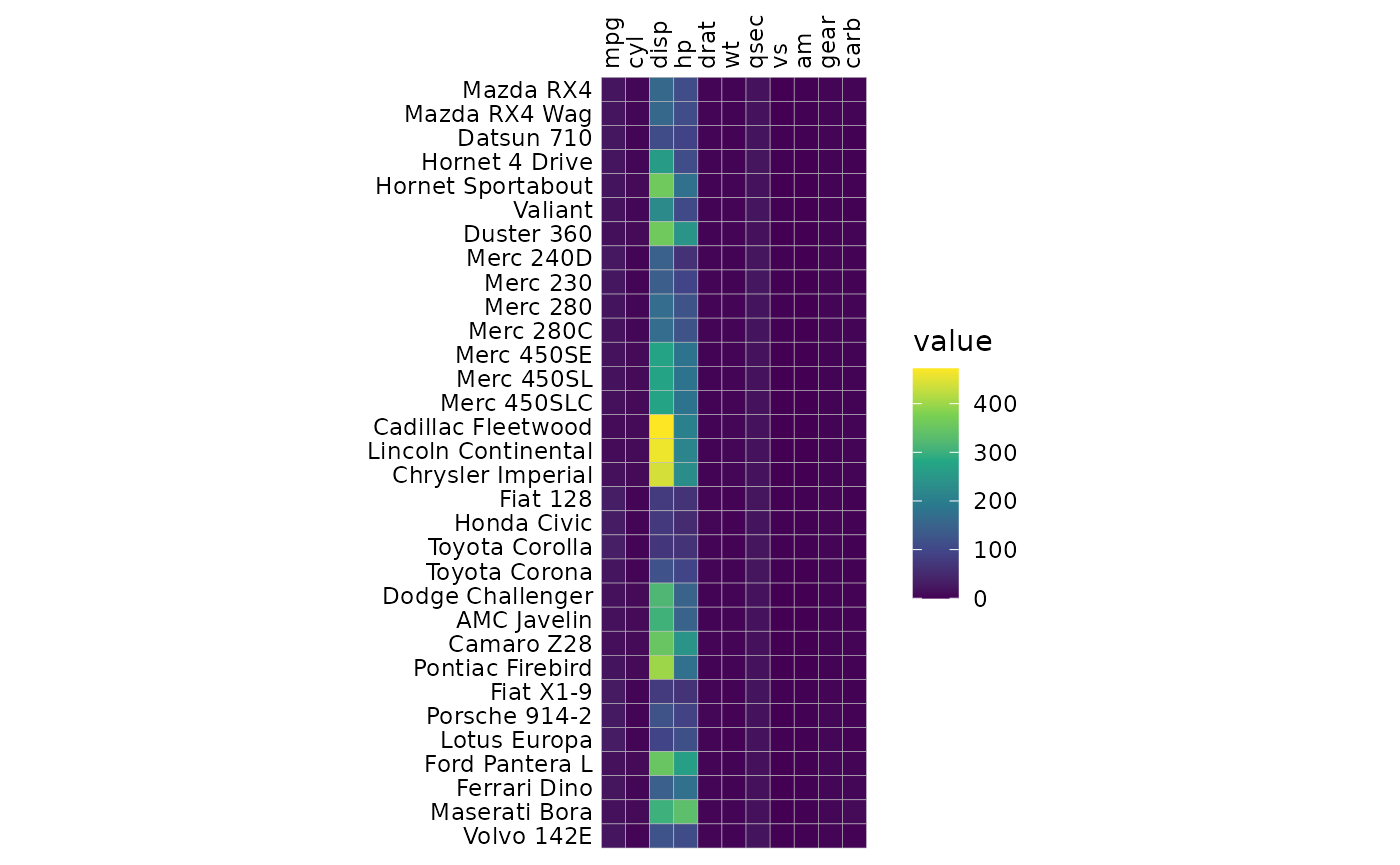 mpg
cyl
disp
hp
drat
wt
qsec
vs
am
gear
carb
Mazda RX4
Mazda RX4 Wag
Datsun 710
Hornet 4 Drive
Hornet Sportabout
Valiant
Duster 360
Merc 240D
Merc 230
Merc 280
Merc 280C
Merc 450SE
Merc 450SL
Merc 450SLC
Cadillac Fleetwood
Lincoln Continental
Chrysler Imperial
Fiat 128
Honda Civic
Toyota Corolla
Toyota Corona
Dodge Challenger
AMC Javelin
Camaro Z28
Pontiac Firebird
Fiat X1-9
Porsche 914-2
Lotus Europa
Ford Pantera L
Ferrari Dino
Maserati Bora
Volvo 142E
value
400
300
200
100
0